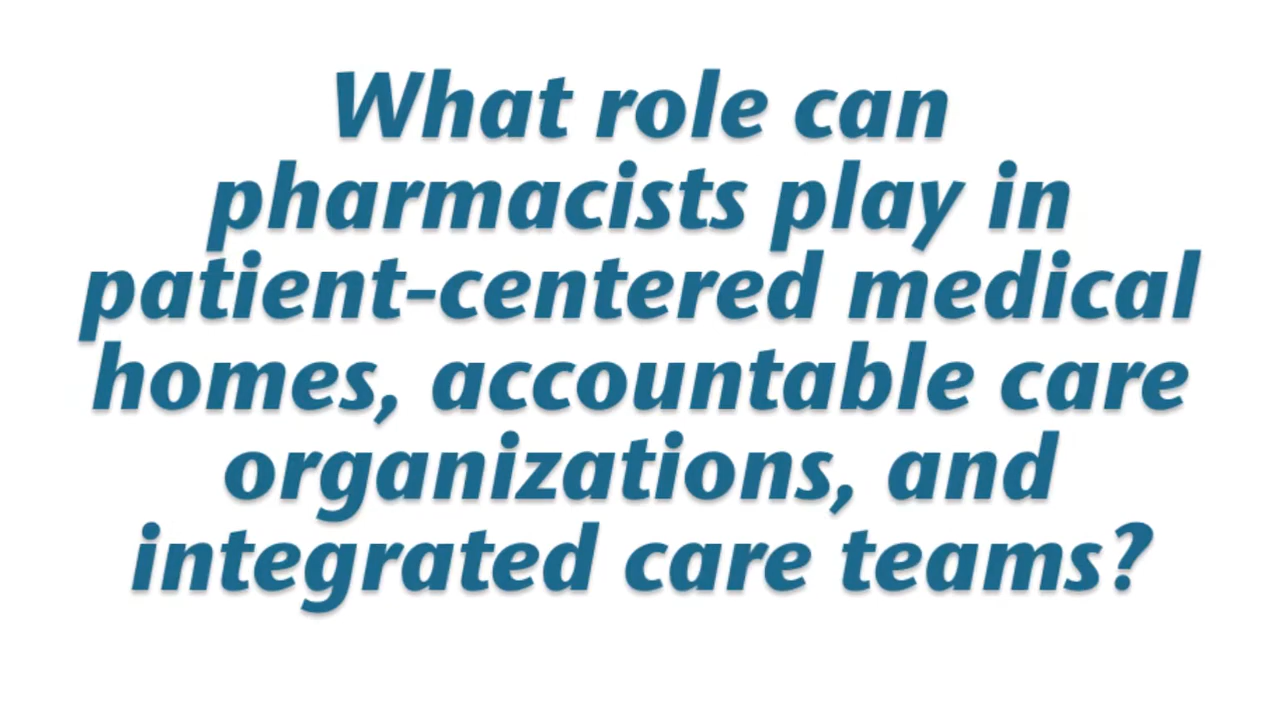 What role can
pharmacists play in
patient-centered medical
homes, accountable care
organizations, and
integrated care teams?